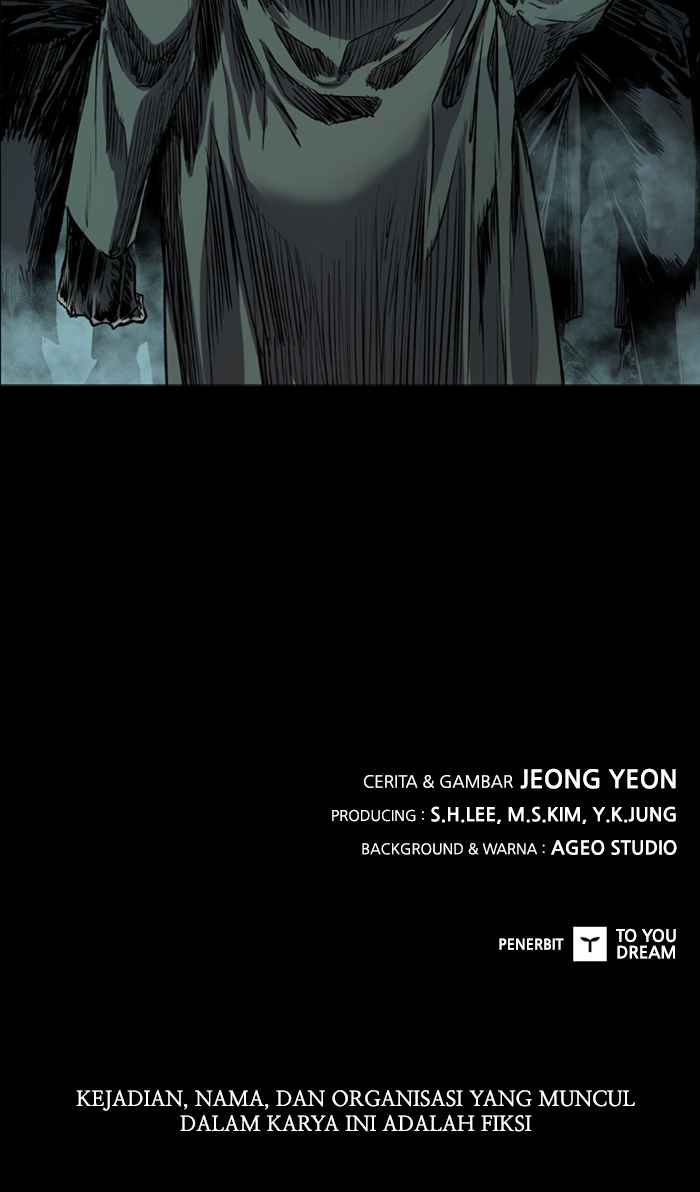 CERITA & GAMBAR JEONG YEON
PRODUCING : S.H.LEE, M.S.KIM, Y.K.JUNG
BACKGROUND & WARNA : AGEO STUDIO
PENERBIT TO YOU
DREAM
KEJADIAN, NAMA, DAN ORGANISASI YANG MUNCUL
DALAM KARYA INI ADALAH FIKSI